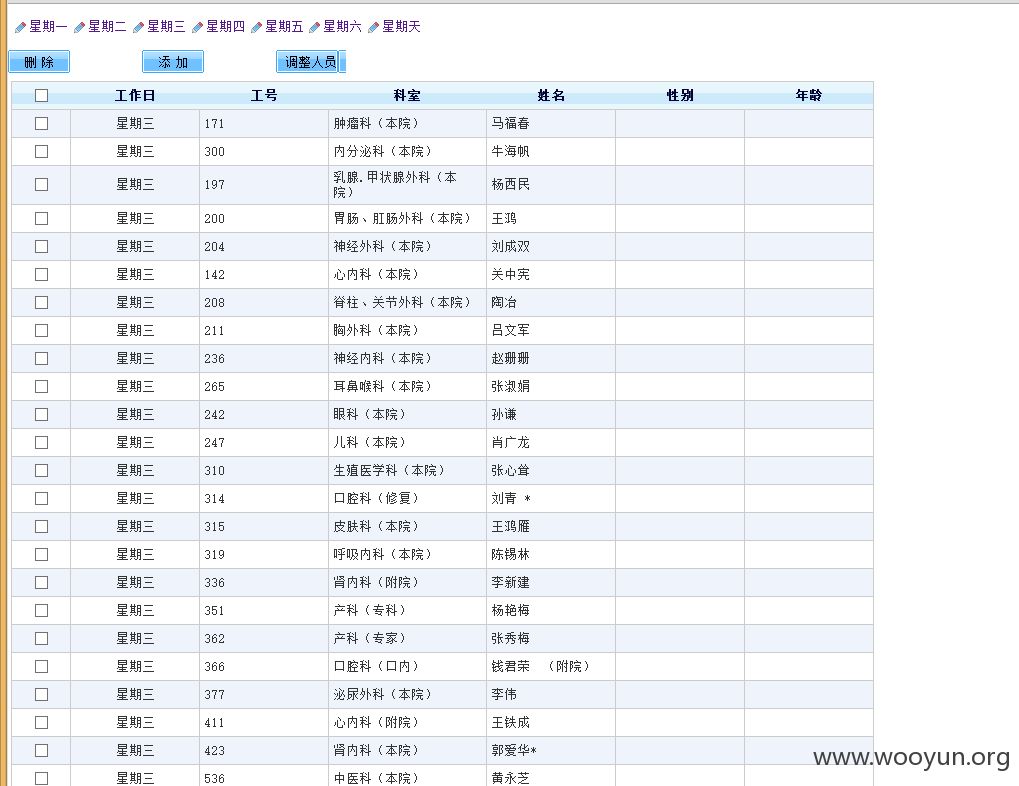 星期一 星期二 星期三 星期四 星期五 星期六 星期天
删 除 添 加 调整人员
工作日 工号 科室 姓名 性别 年龄
星期三 171 肿瘤科（本院） 马福春
星期三 300 内分泌科（本院） 牛海帆
星期三 197 乳腺.甲状腺外科（本
院） 杨西民
星期三 200 胃肠、肛肠外科（本院） 王鸿
星期三 204 神经外科（本院） 刘成双
星期三 142 心内科（本院） 关中宪
星期三 208 脊柱、关节外科（本院） 陶冶
星期三 211 胸外科（本院） 吕文军
星期三 236 神经内科（本院） 赵珊珊
星期三 265 耳鼻喉科（本院） 张淑娟
星期三 242 眼科（本院） 孙谦
星期三 247 儿科（本院） 肖广龙
星期三 310 生殖医学科（本院） 张心耸
星期三 314 口腔科（修复） 刘青 *
星期三 315 皮肤科（本院） 王鸿雁
星期三 319 呼吸内科（本院） 陈锡林
星期三 336 肾内科（附院） 李新建
星期三 351 产科（专科） 杨艳梅
星期三 362 产科（专家） 张秀梅
星期三 366 口腔科（口内） 钱君荣 （附院）
星期三 377 泌尿外科（本院） 李伟
星期三 411 心内科（附院） 王铁成
星期三 423 肾内科（本院） 郭爱华*
星期三 536 中医科（本院） 黄永芝
www.wooyun.org